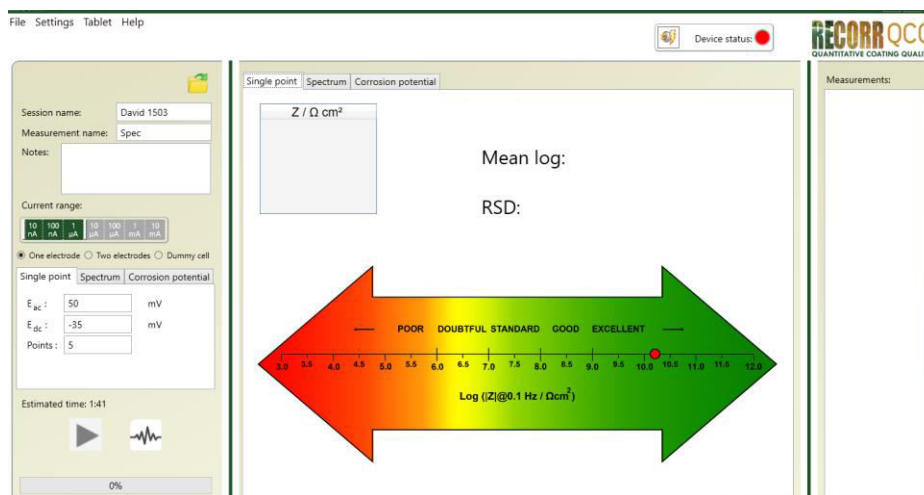 File Settings Tablet Help
Device status:
RECORR QCQ
QUANTITATIVE COATING QUALI
Session name: David 1503
Measurement name: Spec
Notes:
Current range:
10 nA 100 nA 1 µA 10 µA 100 µA 1 mA 10 mA
One electrode Two electrodes Dummy cell
Single point Spectrum Corrosion potential
E ac : 50 mV
E dc : -35 mV
Points : 5
Estimated time: 1:41
0%
Single point Spectrum Corrosion potential
Z / Ω cm²
Mean log:
RSD:
POOR DOUBTFUL STANDARD GOOD EXCELLENT
3.0 3.5 4.0 4.5 5.0 5.5 6.0 6.5 7.0 7.5 8.0 8.5 9.0 9.5 10.0 10.5 11.0 11.5 12.0
Log (|Z|@0.1 Hz / Ωcm²)
Measurements: